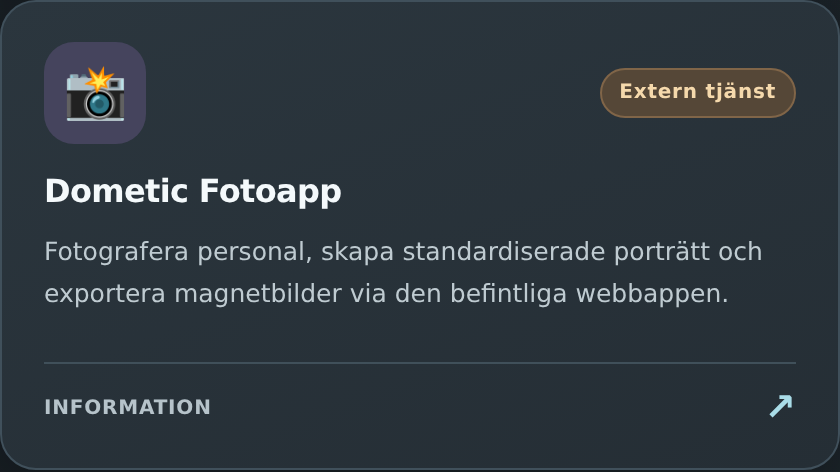 Extern tjänst
Dometic Fotoapp
Fotografera personal, skapa standardiserade porträtt och
exportera magnetbilder via den befintliga webbappen.
INFORMATION